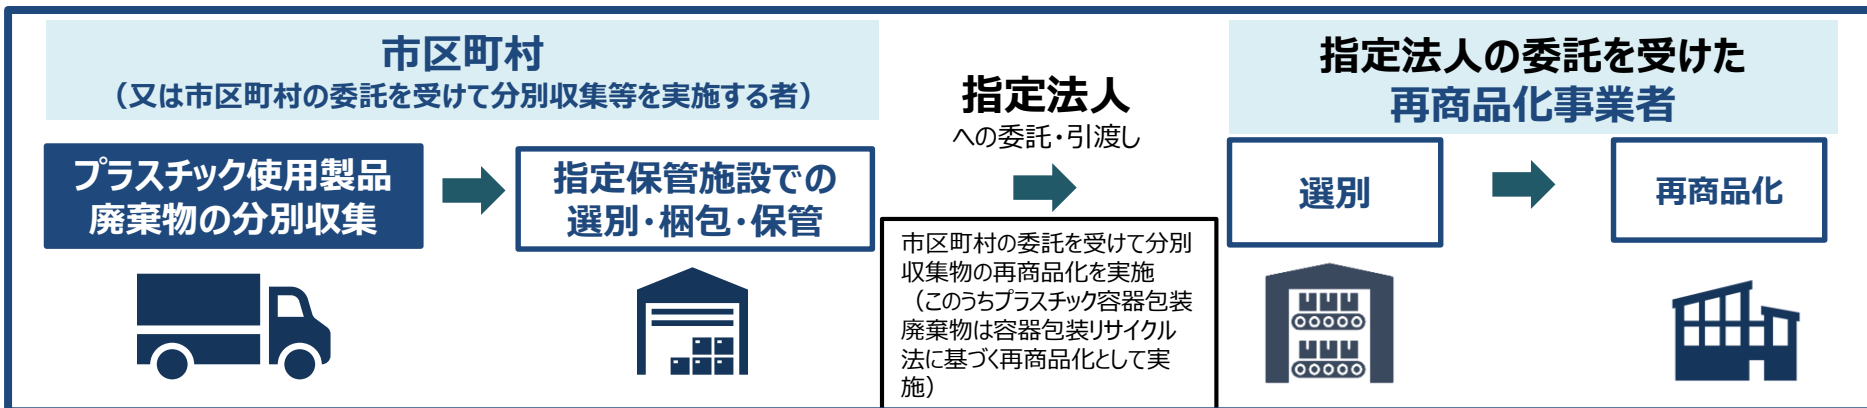 市区町村
（又は市区町村の委託を受けて分別収集等を実施する者）
プラスチック使用製品
廃棄物の分別収集
指定保管施設での
選別・梱包・保管
指定法人
への委託・引渡し
市区町村の委託を受けて分別
収集物の再商品化を実施
（このうちプラスチック容器包装
廃棄物は容器包装リサイクル
法に基づく再商品化として実
施）
指定法人の委託を受けた
再商品化事業者
選別
再商品化